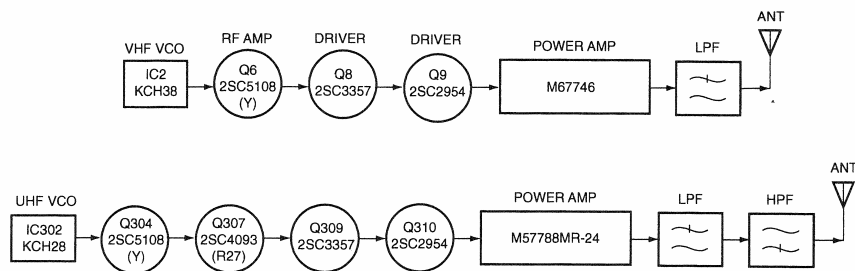 ANT
VHF VCO
RF AMP
DRIVER
DRIVER
POWER AMP
LPF
IC2
KCH38
Q6
2SC5108
(Y)
Q8
2SC3357
Q9
2SC2954
M67746
ANT
UHF VCO
POWER AMP
LPF
HPF
IC302
KCH28
Q304
2SC5108
(Y)
Q307
2SC4093
(R27)
Q309
2SC3357
Q310
2SC2954
M57788MR-24